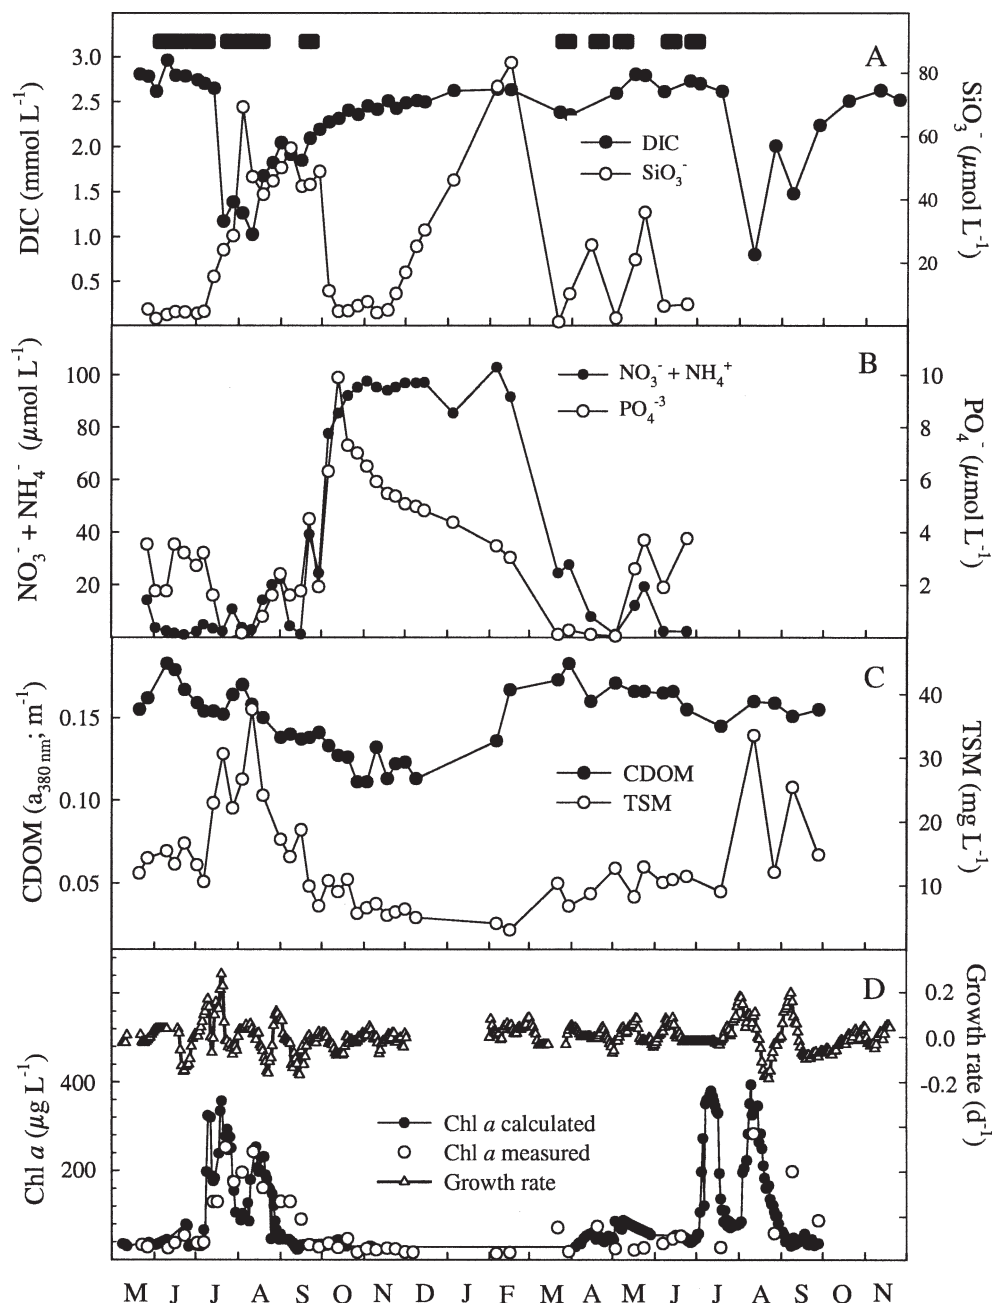 A
3.0
2.5
2.0
1.5
1.0
0.5
DIC (mmol L⁻¹)
80
60
40
20
SiO₃⁻ (μmol L⁻¹)
DIC
SiO₃⁻
B
100
80
60
40
20
NO₃⁻ + NH₄⁻ (μmol L⁻¹)
10
8
6
4
2
PO₄⁻ (μmol L⁻¹)
NO₃⁻ + NH₄⁺
PO₄⁻³
C
0.15
0.10
0.05
CDOM (a₃₈₀ ₙₘ; m⁻¹)
40
30
20
10
TSM (mg L⁻¹)
CDOM
TSM
D
400
200
Chl a (μg L⁻¹)
0.2
0.0
-0.2
Growth rate (d⁻¹)
Chl a calculated
Chl a measured
Growth rate
M J J A S O N D J F M A M J J A S O N